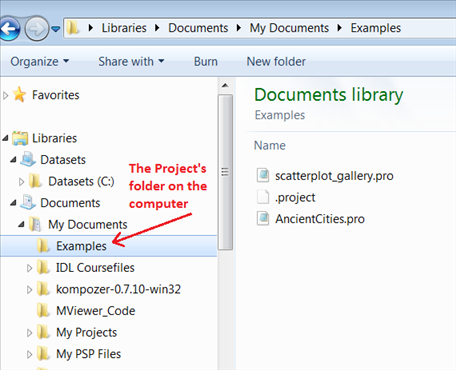 Libraries Documents My Documents Examples
Organize Share with Burn New folder
Favorites
Libraries
Datasets
Datasets (C:)
Documents
My Documents
Examples
IDL Coursefiles
kompozer-0.7.10-win32
MViewer_Code
My Projects
My PSP Files
The Project's
folder on the
computer
Documents library
Examples
Name
scatterplot_gallery.pro
.project
AncientCities.pro